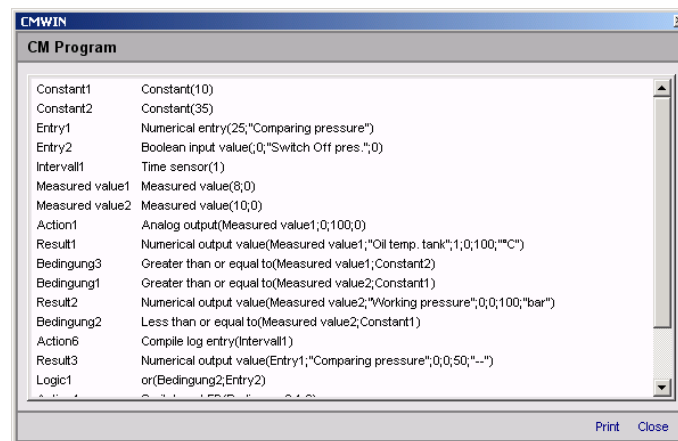 CMWIN
CM Program
Constant1 Constant(10)
Constant2 Constant(35)
Entry1 Numerical entry(25;"Comparing pressure")
Entry2 Boolean input value(;0;"Switch Off pres.";0)
Intervall1 Time sensor(1)
Measured value1 Measured value(8;0)
Measured value2 Measured value(10;0)
Action1 Analog output(Measured value1;0;100;0)
Result1 Numerical output value(Measured value1;"Oil temp. tank";1;0;100;"°C")
Bedingung3 Greater than or equal to(Measured value1;Constant2)
Bedingung1 Greater than or equal to(Measured value2;Constant1)
Result2 Numerical output value(Measured value2;"Working pressure";0;0;100;"bar")
Bedingung2 Less than or equal to(Measured value2;Constant1)
Action6 Compile log entry(Intervall1)
Result3 Numerical output value(Entry1;"Comparing pressure";0;0;50;"--")
Logic1 or(Bedingung2;Entry2)
Print Close